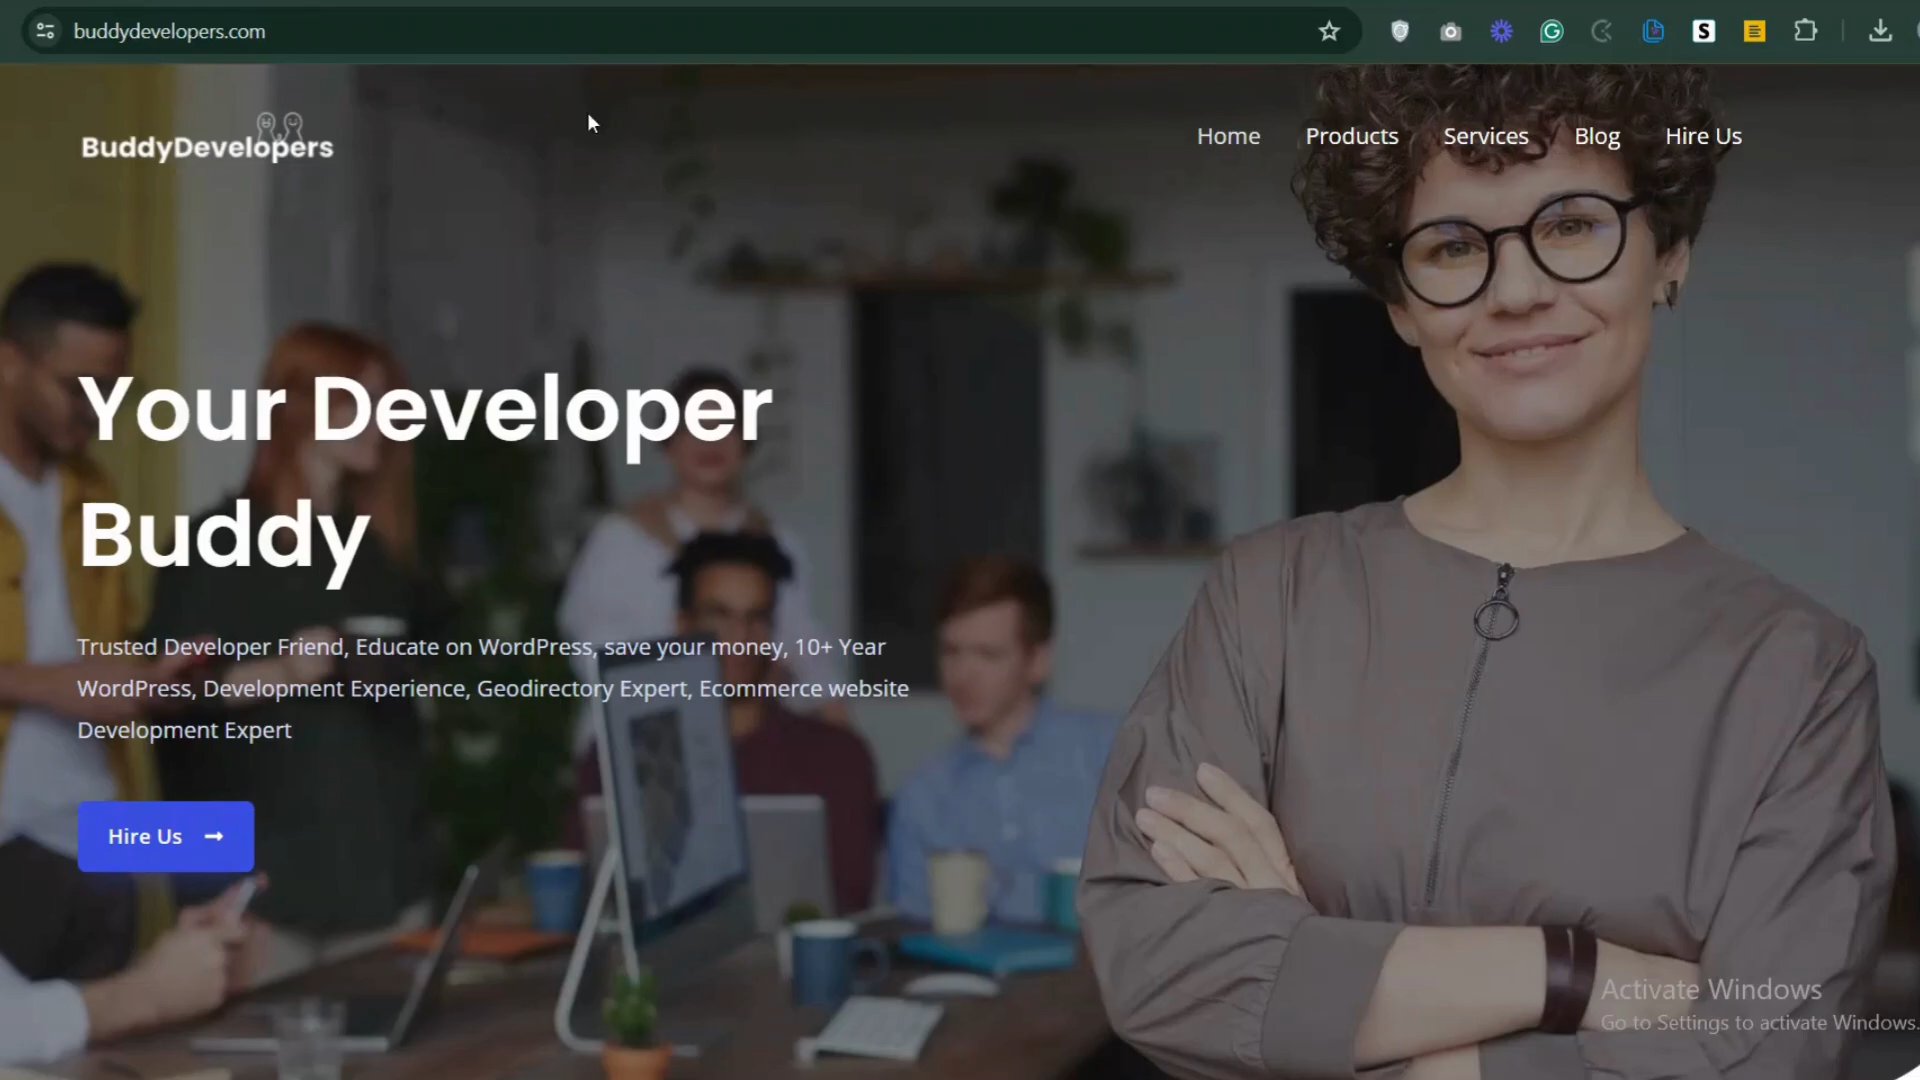 buddydevelopers.com
BuddyDevelopers
Home Products Services Blog Hire Us
Your Developer
Buddy
Trusted Developer Friend, Educate on WordPress, save your money, 10+ Year
WordPress, Development Experience, Geodirectory Expert, Ecommerce website
Development Expert
Hire Us
Activate Windows
Go to Settings to activate Windows.